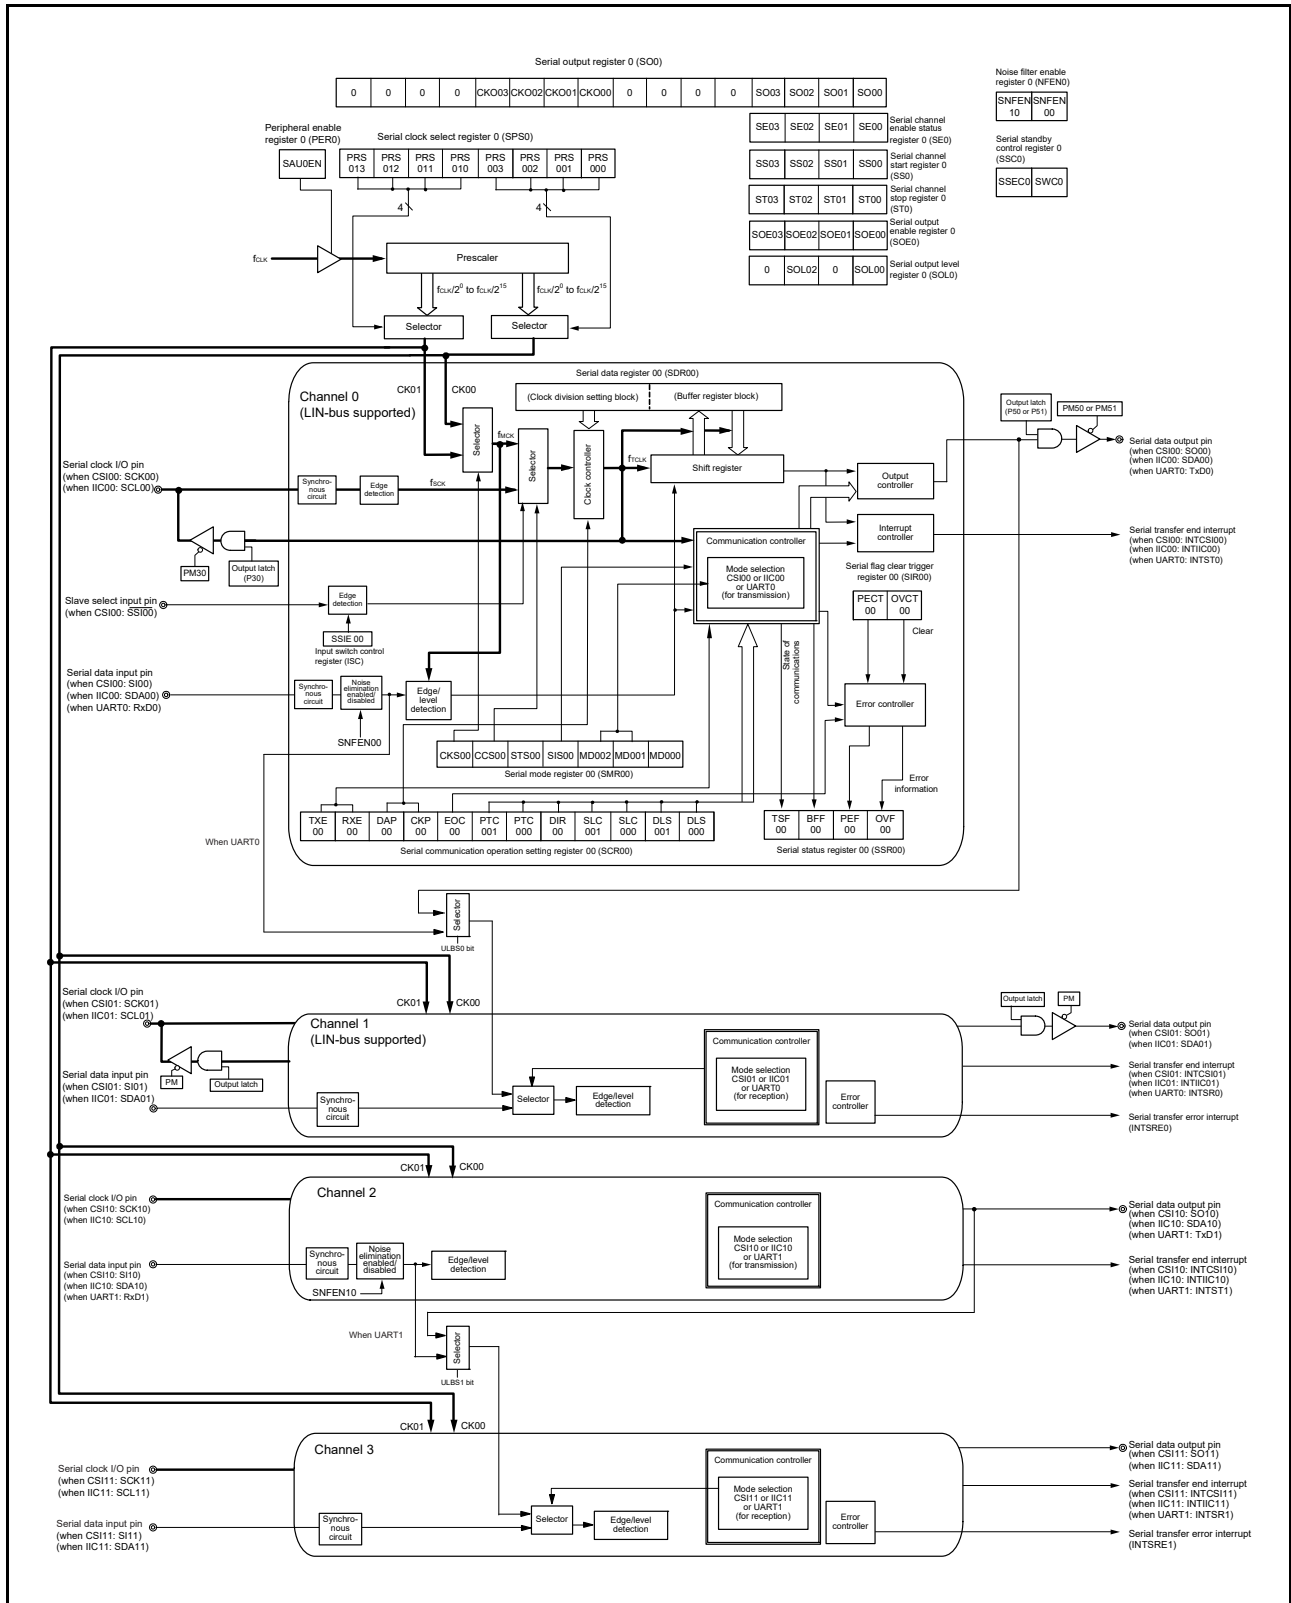 Serial output register 0 (SO0)
0 0 0 0 CKO03 CKO02 CKO01 CKO00 0 0 0 0 SO03 SO02 SO01 SO00
Noise filter enable
register 0 (NFEN0)
SNFEN SNFEN
10 00
Peripheral enable
register 0 (PER0)
SAU0EN
Serial clock select register 0 (SPS0)
PRS PRS PRS PRS PRS PRS PRS PRS
013 012 011 010 003 002 001 000
SE03 SE02 SE01 SE00
Serial channel
enable status
register 0 (SE0)
SS03 SS02 SS01 SS00
Serial channel
start register 0
(SS0)
ST03 ST02 ST01 ST00
Serial channel
stop register 0
(ST0)
SOE03 SOE02 SOE01 SOE00
Serial output
enable register 0
(SOE0)
0 SOL02 0 SOL00
Serial output level
register 0 (SOL0)
Serial standby
control register 0
(SSC0)
SSEC0 SWC0
4
4
fCLK
Prescaler
fCLK/2^0 to fCLK/2^15
fCLK/2^0 to fCLK/2^15
Selector
Selector
Channel 0
(LIN-bus supported)
CK01
CK00
Serial data register 00 (SDR00)
(Clock division setting block)
(Buffer register block)
Selector
fMCK
Selector
Clock controller
fTCLK
Shift register
Output
controller
Interrupt
controller
Output latch
(P50 or P51)
PM50 or PM51
Serial data output pin
(when CSI00: SO00)
(when IIC00: SDA00)
(when UART0: TxD0)
Serial clock I/O pin
(when CSI00: SCK00)
(when IIC00: SCL00)
Synchro-
nous
circuit
Edge
detection
fSCK
PM30
Output latch
(P30)
Communication controller
Mode selection
CSI00 or IIC00
or UART0
(for transmission)
Serial transfer end interrupt
(when CSI00: INTCSI00)
(when IIC00: INTIIC00)
(when UART0: INTST0)
Serial flag clear trigger
register 00 (SIR00)
PECT OVCT
00 00
Clear
Slave select input pin
(when CSI00: SSI00)
Edge
detection
SSIE 00
Input switch control
register (ISC)
State of
communications
Error controller
Serial data input pin
(when CSI00: SI00)
(when IIC00: SDA00)
(when UART0: RxD0)
Synchro-
nous
circuit
Noise
elimination
enabled/
disabled
SNFEN00
Edge/
level
detection
CKS00 CCS00 STS00 SIS00 MD002 MD001 MD000
Serial mode register 00 (SMR00)
Error
information
TXE RXE DAP CKP EOC PTC PTC DIR SLC SLC DLS DLS
00 00 00 00 00 001 000 00 001 000 001 000
Serial communication operation setting register 00 (SCR00)
TSF BFF PEF OVF
00 00 00 00
Serial status register 00 (SSR00)
When UART0
Selector
ULBS0 bit
CK01
CK00
Serial clock I/O pin
(when CSI01: SCK01)
(when IIC01: SCL01)
PM
Output latch
Serial data input pin
(when CSI01: SI01)
(when IIC01: SDA01)
Channel 1
(LIN-bus supported)
Synchro-
nous
circuit
Selector
Edge/level
detection
Communication controller
Mode selection
CSI01 or IIC01
or UART0
(for reception)
Error
controller
Output latch
PM
Serial data output pin
(when CSI01: SO01)
(when IIC01: SDA01)
Serial transfer end interrupt
(when CSI01: INTCSI01)
(when IIC01: INTIIC01)
(when UART0: INTSR0)
Serial transfer error interrupt
(INTSRE0)
CK01
CK00
Channel 2
Serial clock I/O pin
(when CSI10: SCK10)
(when IIC10: SCL10)
Serial data input pin
(when CSI10: SI10)
(when IIC10: SDA10)
(when UART1: RxD1)
Synchro-
nous
circuit
Noise
elimination
enabled/
disabled
SNFEN10
Edge/level
detection
Communication controller
Mode selection
CSI10 or IIC10
or UART1
(for transmission)
Serial data output pin
(when CSI10: SO10)
(when IIC10: SDA10)
(when UART1: TxD1)
Serial transfer end interrupt
(when CSI10: INTCSI10)
(when IIC10: INTIIC10)
(when UART1: INTST1)
When UART1
Selector
ULBS1 bit
CK01
CK00
Channel 3
Serial clock I/O pin
(when CSI11: SCK11)
(when IIC11: SCL11)
Serial data input pin
(when CSI11: SI11)
(when IIC11: SDA11)
Synchro-
nous
circuit
Selector
Edge/level
detection
Communication controller
Mode selection
CSI11 or IIC11
or UART1
(for reception)
Error
controller
Serial data output pin
(when CSI11: SO11)
(when IIC11: SDA11)
Serial transfer end interrupt
(when CSI11: INTCSI11)
(when IIC11: INTIIC11)
(when UART1: INTSR1)
Serial transfer error interrupt
(INTSRE1)